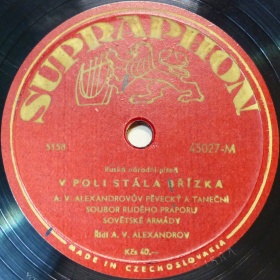 SUPRAPHON
5158
45027-M
Ruská národní píseň
V POLI STÁLA BŘÍZKA
A. V. ALEXANDROVŮV PĚVECKÝ A TANEČNÍ
SOUBOR RUDÉHO PRAPORU
SOVĚTSKÉ ARMÁDY
Řídí A. V. ALEXANDROV
Kčs 40,—
MADE IN CZECHOSLOVAKIA